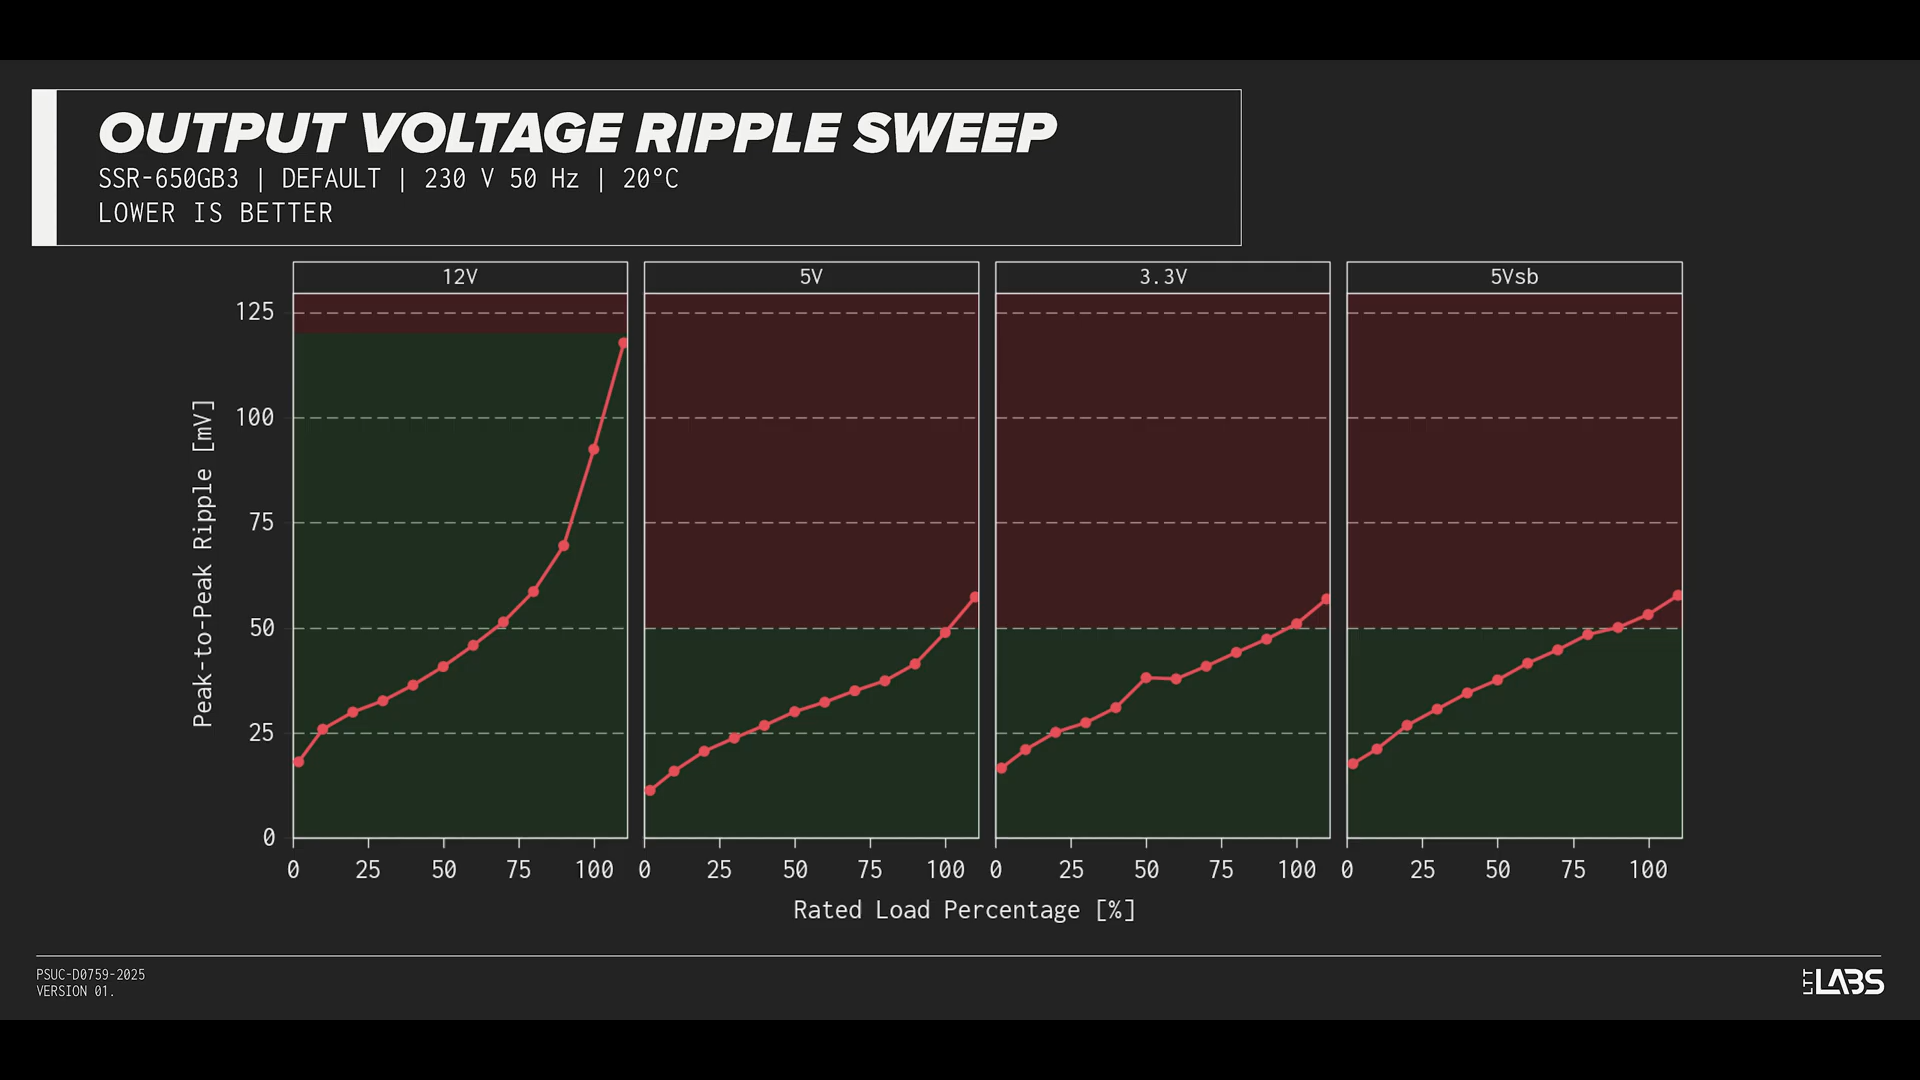 OUTPUT VOLTAGE RIPPLE SWEEP
SSR-650GB3 | DEFAULT | 230 V 50 Hz | 20°C
LOWER IS BETTER
12V 5V 3.3V 5Vsb
125
100
75
50
25
0
Peak-to-Peak Ripple [mV]
0 25 50 75 100 0 25 50 75 100 0 25 50 75 100 0 25 50 75 100
Rated Load Percentage [%]
PSUC-D0759-2025
VERSION 01.
LTT LABS